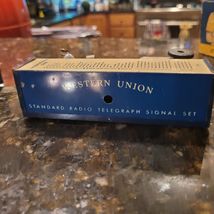 WESTERN UNION
STANDARD RADIO TELEGRAPH SIGNAL SET